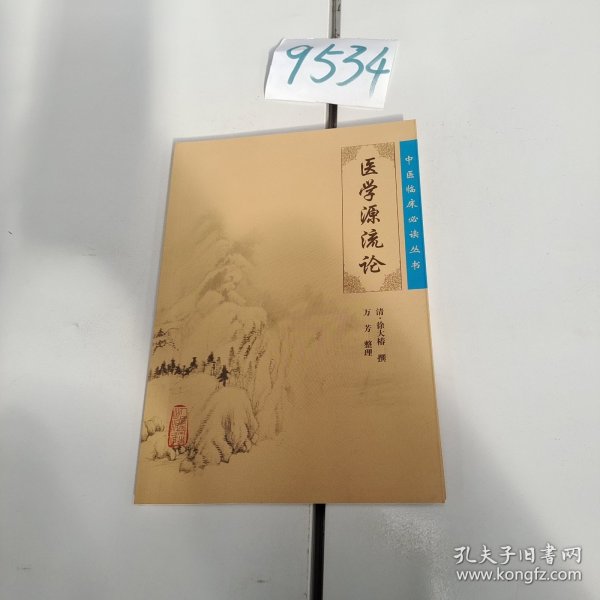 9534
中医临床必读丛书
医学源流论
清·徐大椿 撰
万芳 整理
孔夫子旧书网
www.kongfz.com